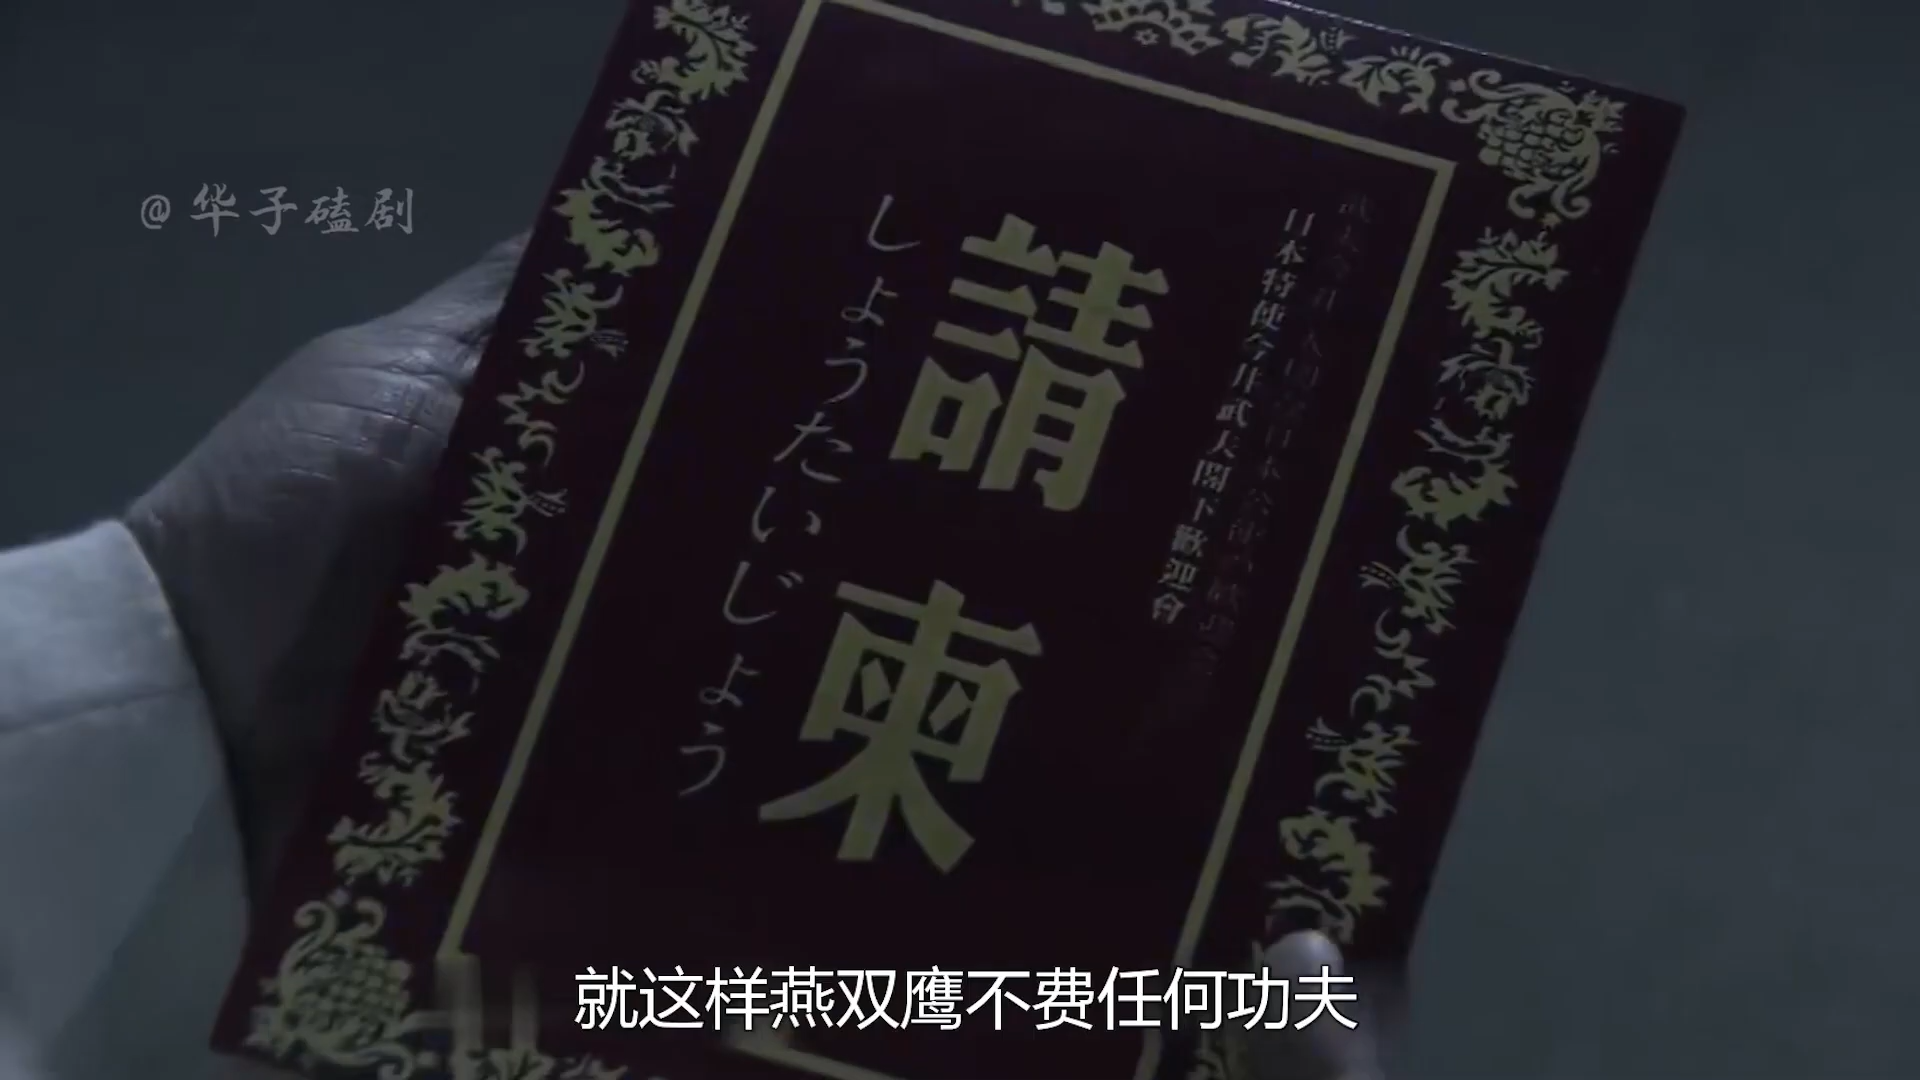 @华子磕剧
日本特使今井武夫閣下歡迎會
請柬
しょうたいじょう
就这样燕双鹰不费任何功夫